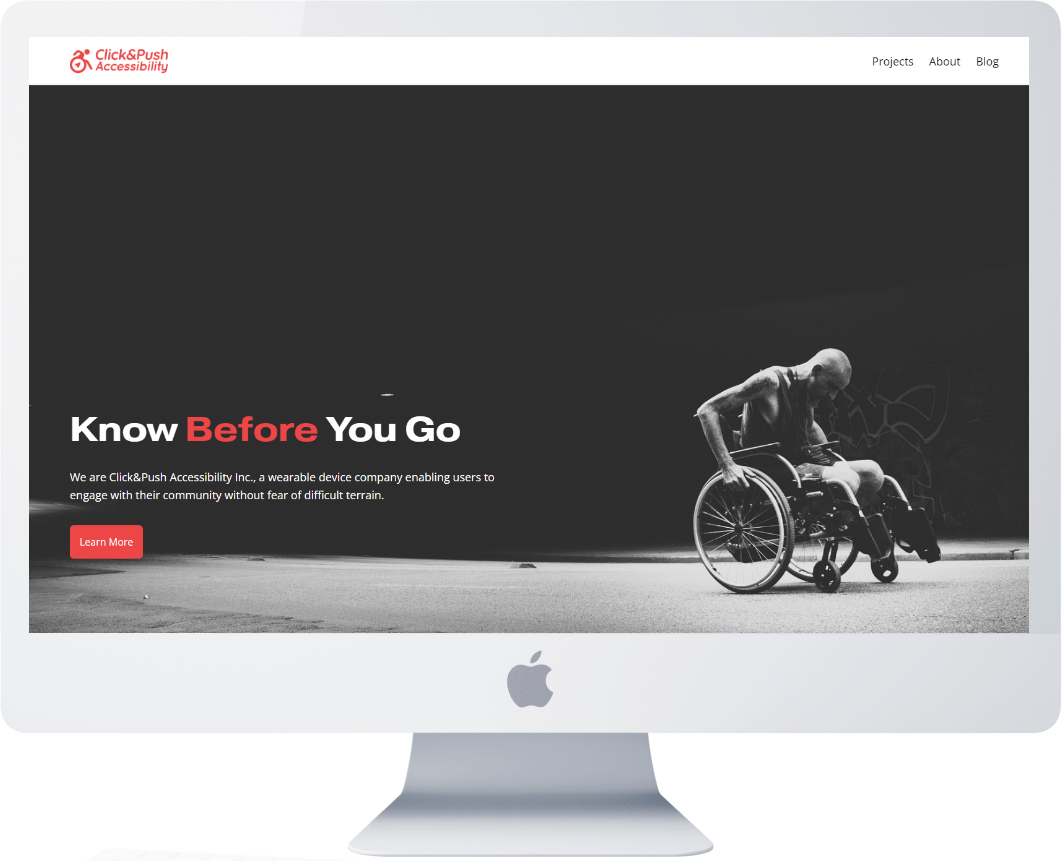 Click&Push
Accessibility
Projects About Blog
Know Before You Go
We are Click&Push Accessibility Inc., a wearable device company enabling users to
engage with their community without fear of difficult terrain.
Learn More